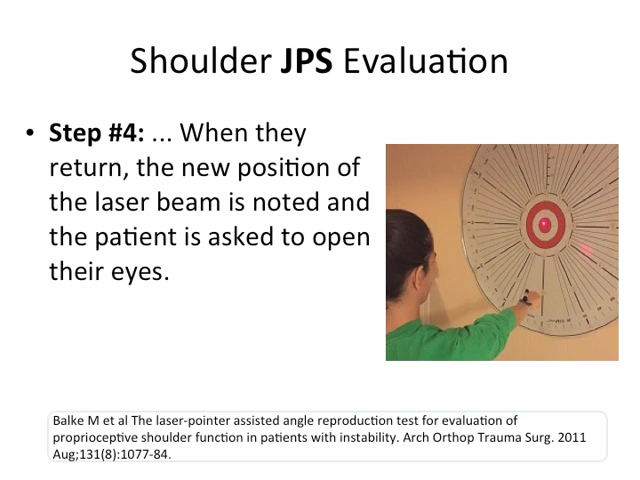 Shoulder JPS Evaluation
• Step #4: ... When they
return, the new position of
the laser beam is noted and
the patient is asked to open
their eyes.
Balke M et al The laser-pointer assisted angle reproduction test for evaluation of
proprioceptive shoulder function in patients with instability. Arch Orthop Trauma Surg. 2011
Aug;131(8):1077-84.